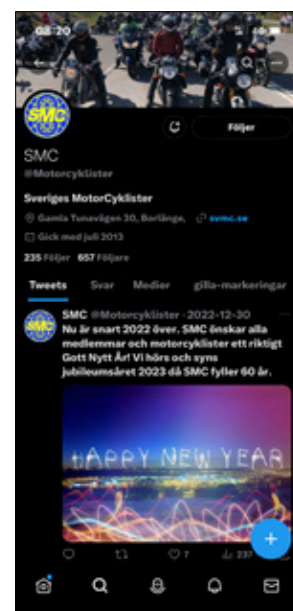 08:20
SMC
Följer
SMC
@Motorcyklister
Sveriges MotorCyklister
Gamla Tunavägen 30, Borlänge, svmc.se
Gick med juli 2013
235 Följer 657 Följare
Tweets Svar Medier gilla-markeringar
SMC
SMC @Motorcyklister · 2022-12-30
Nu är snart 2022 över. SMC önskar alla
medlemmar och motorcyklister ett riktigt
Gott Nytt År! Vi hörs och syns
jubileumsåret 2023 då SMC fyller 60 år.
HAPPY NEW YEAR
7 237